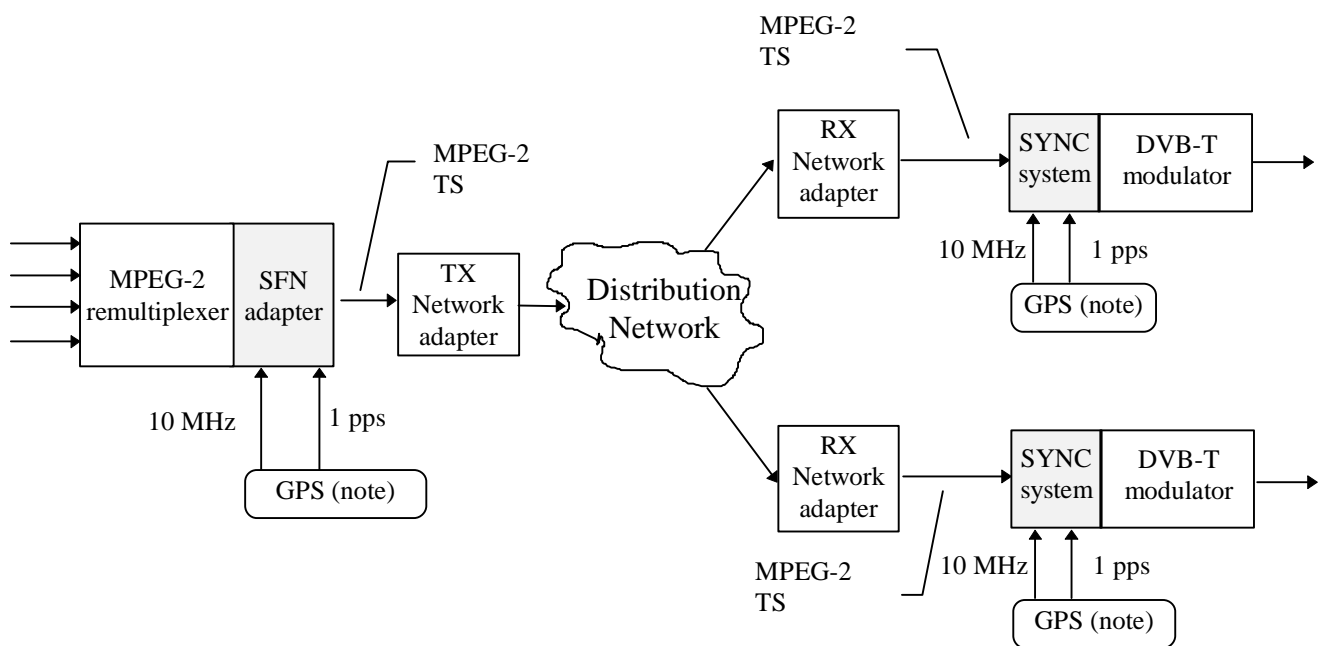 MPEG-2
TS
MPEG-2
remultiplexer
SFN
adapter
10 MHz
1 pps
GPS (note)
TX
Network
adapter
Distribution
Network
MPEG-2
TS
RX
Network
adapter
SYNC
system
DVB-T
modulator
10 MHz
1 pps
GPS (note)
RX
Network
adapter
MPEG-2
TS
SYNC
system
DVB-T
modulator
10 MHz
1 pps
GPS (note)